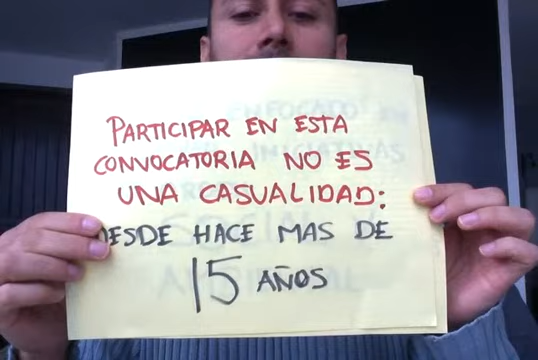 PARTICIPAR EN ESTA
CONVOCATORIA NO ES
UNA CASUALIDAD:
DESDE HACE MAS DE
15 AÑOS